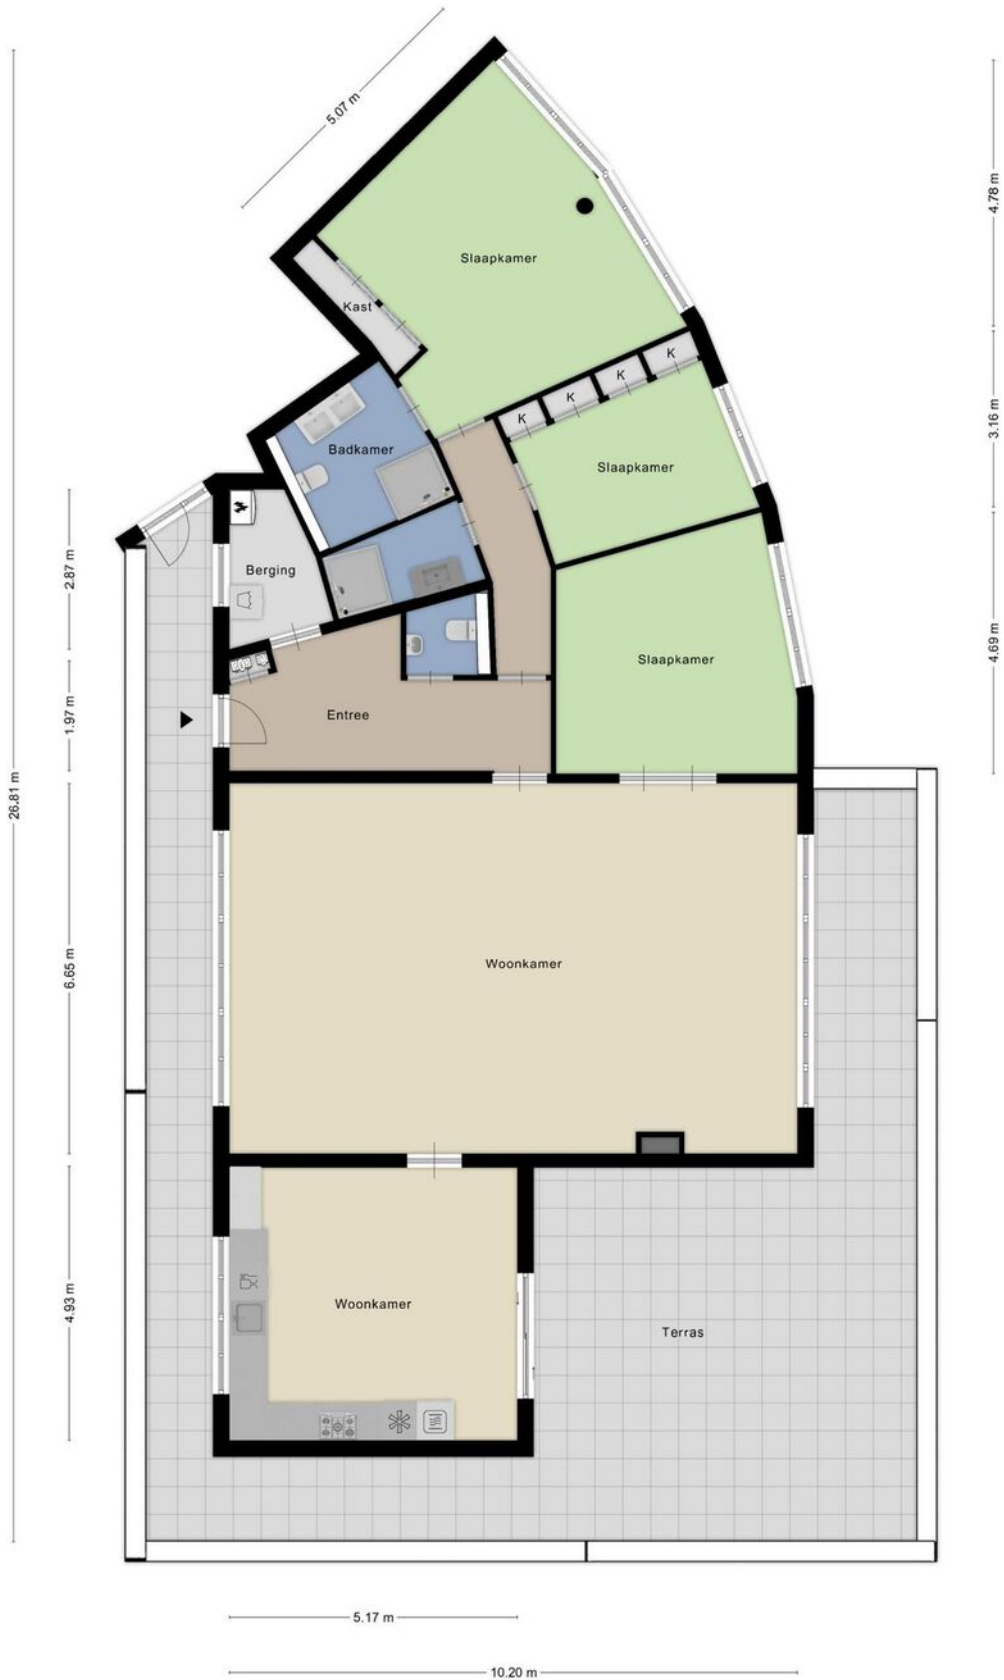 5.07 m
4.78 m
Slaapkamer
Kast
K
K
K
K
3.16 m
Badkamer
Slaapkamer
2.87 m
Berging
4.69 m
Slaapkamer
1.97 m
Entree
26.81 m
6.65 m
Woonkamer
4.93 m
Woonkamer
Terras
5.17 m
10.20 m